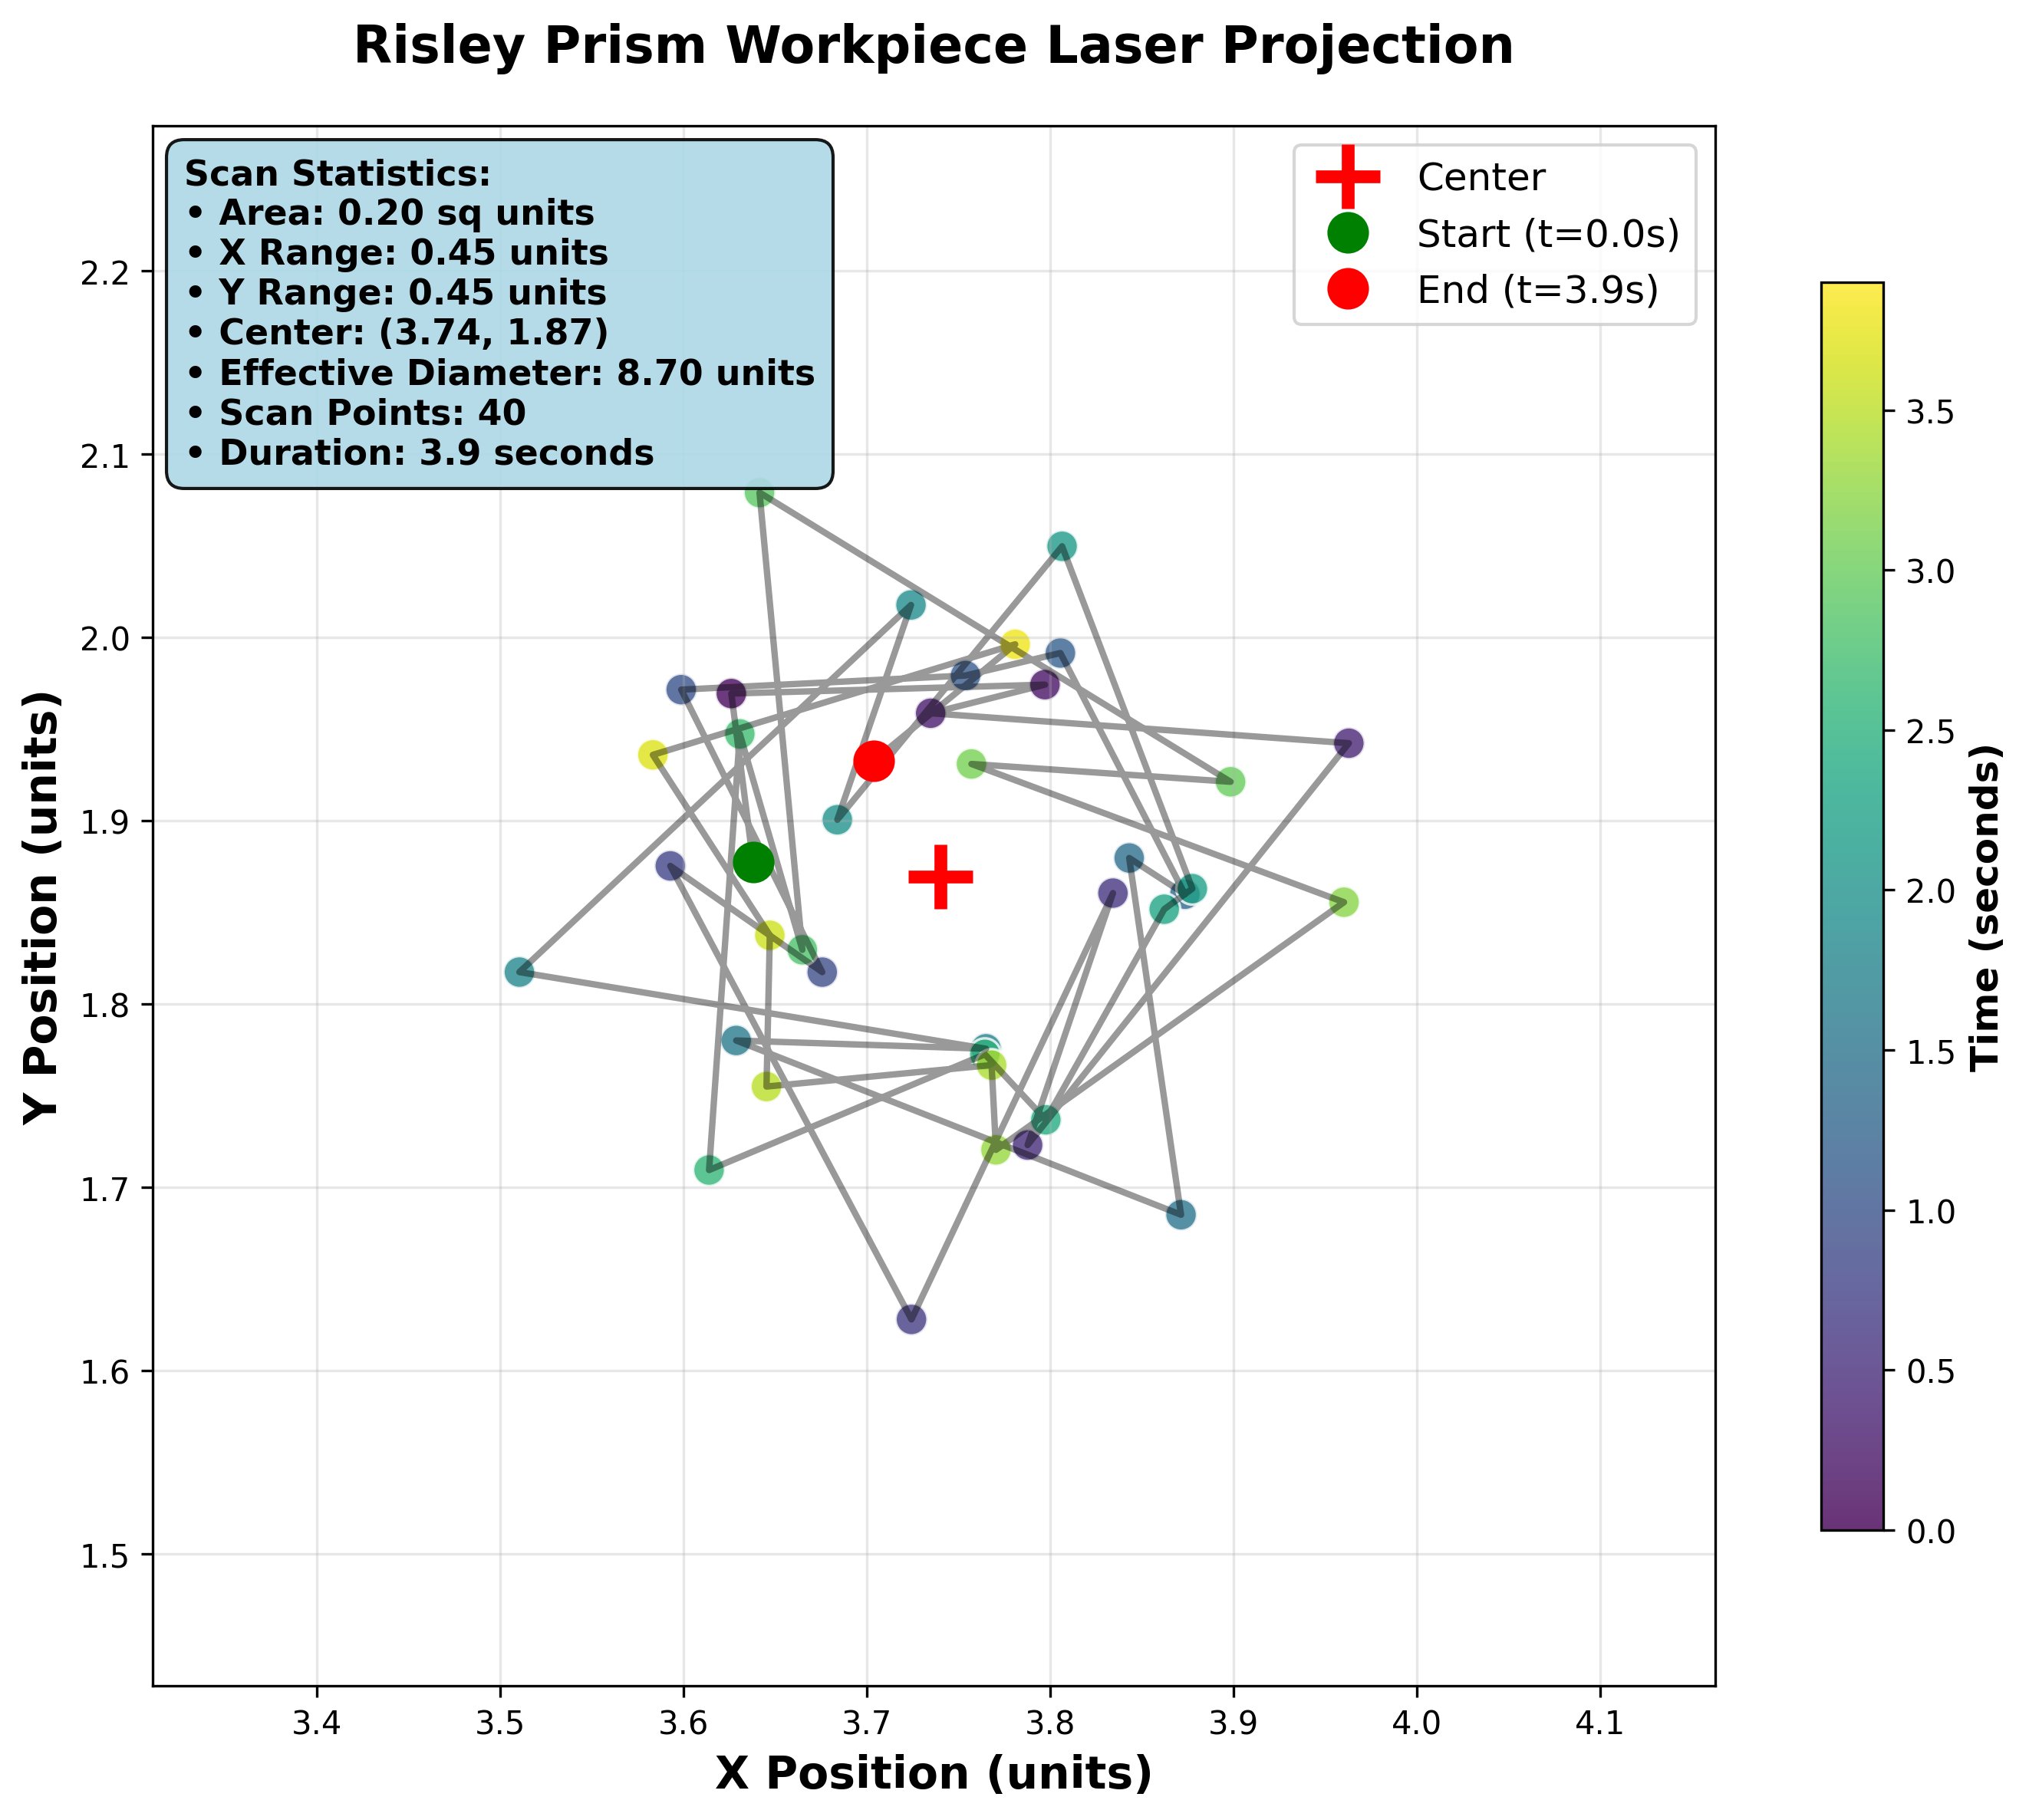 Risley Prism Workpiece Laser Projection
Scan Statistics:
• Area: 0.20 sq units
• X Range: 0.45 units
• Y Range: 0.45 units
• Center: (3.74, 1.87)
• Effective Diameter: 8.70 units
• Scan Points: 40
• Duration: 3.9 seconds
Center
Start (t=0.0s)
End (t=3.9s)
Y Position (units)
2.2
2.1
2.0
1.9
1.8
1.7
1.6
1.5
3.4
3.5
3.6
3.7
3.8
3.9
4.0
4.1
X Position (units)
3.5
3.0
2.5
2.0
1.5
1.0
0.5
0.0
Time (seconds)